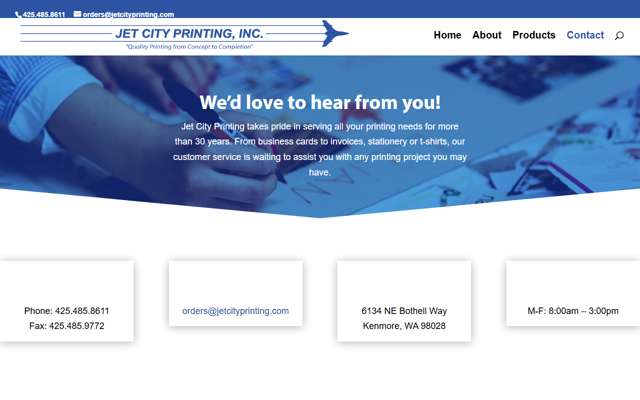 425.485.8611 orders@jetcityprinting.com
JET CITY PRINTING, INC.
"Quality Printing from Concept to Completion"
Home About Products Contact
We'd love to hear from you!
Jet City Printing takes pride in serving all your printing needs for more
than 30 years. From business cards to invoices, stationery or t-shirts, our
customer service is waiting to assist you with any printing project you may
have.
Phone: 425.485.8611
Fax: 425.485.9772
orders@jetcityprinting.com
6134 NE Bothell Way
Kenmore, WA 98028
M-F: 8:00am – 3:00pm